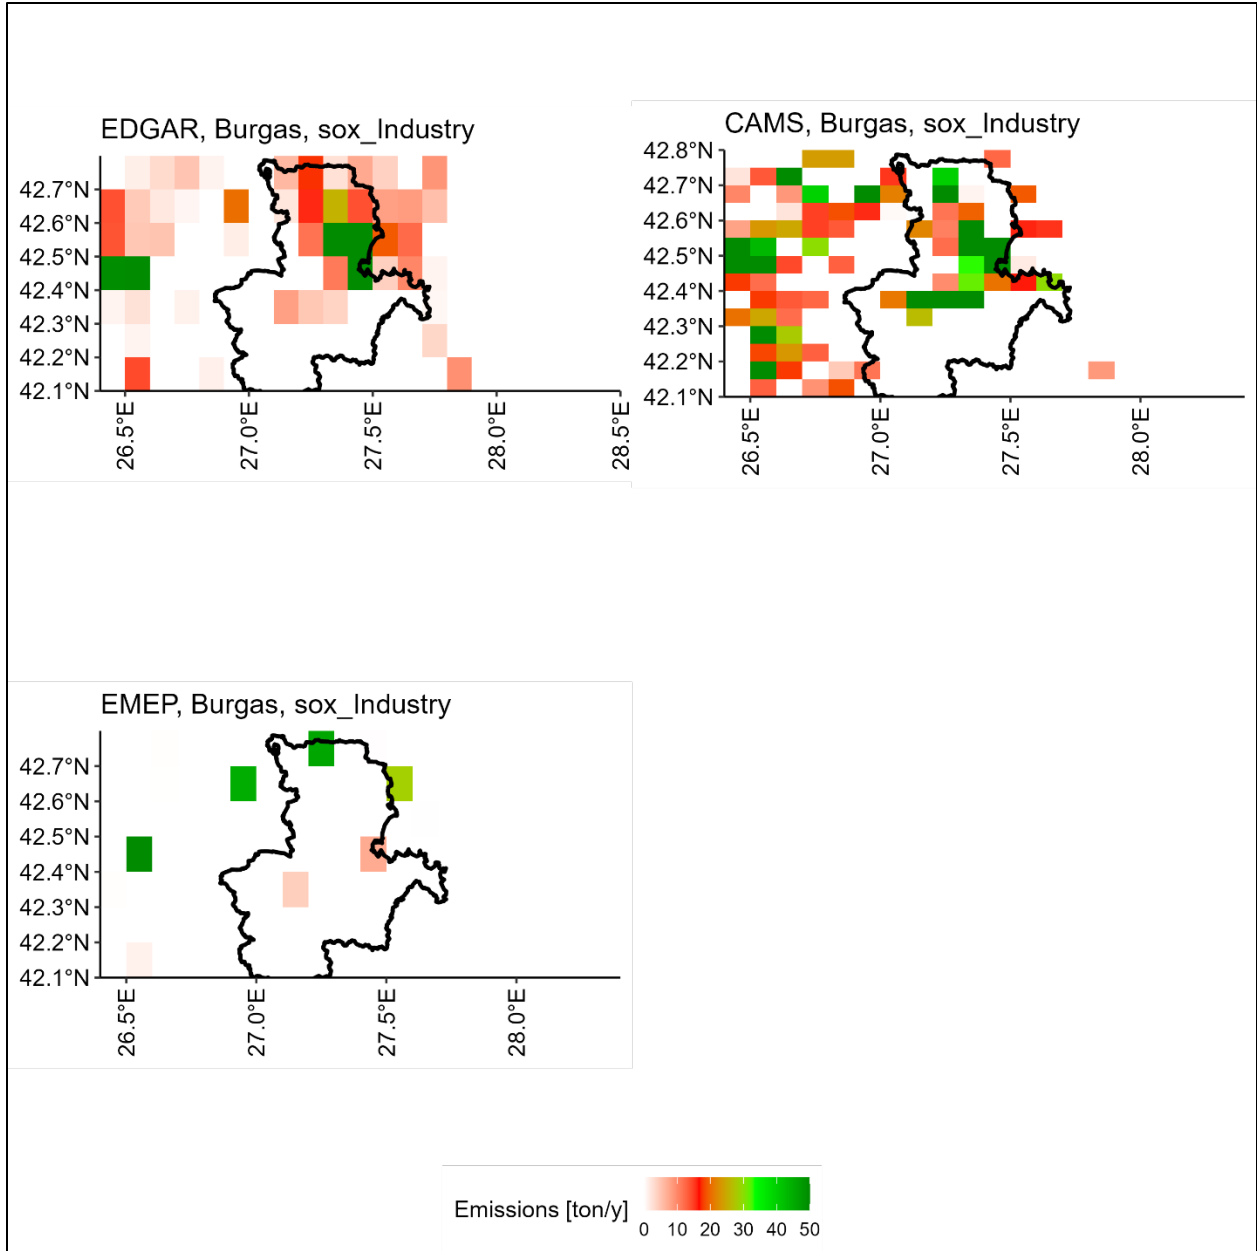 EDGAR, Burgas, sox_Industry
42.7°N
42.6°N
42.5°N
42.4°N
42.3°N
42.2°N
42.1°N
26.5°E
27.0°E
27.5°E
28.0°E
28.5°E
CAMS, Burgas, sox_Industry
42.8°N
42.7°N
42.6°N
42.5°N
42.4°N
42.3°N
42.2°N
42.1°N
26.5°E
27.0°E
27.5°E
28.0°E
EMEP, Burgas, sox_Industry
42.7°N
42.6°N
42.5°N
42.4°N
42.3°N
42.2°N
42.1°N
26.5°E
27.0°E
27.5°E
28.0°E
Emissions [ton/y]
0 10 20 30 40 50